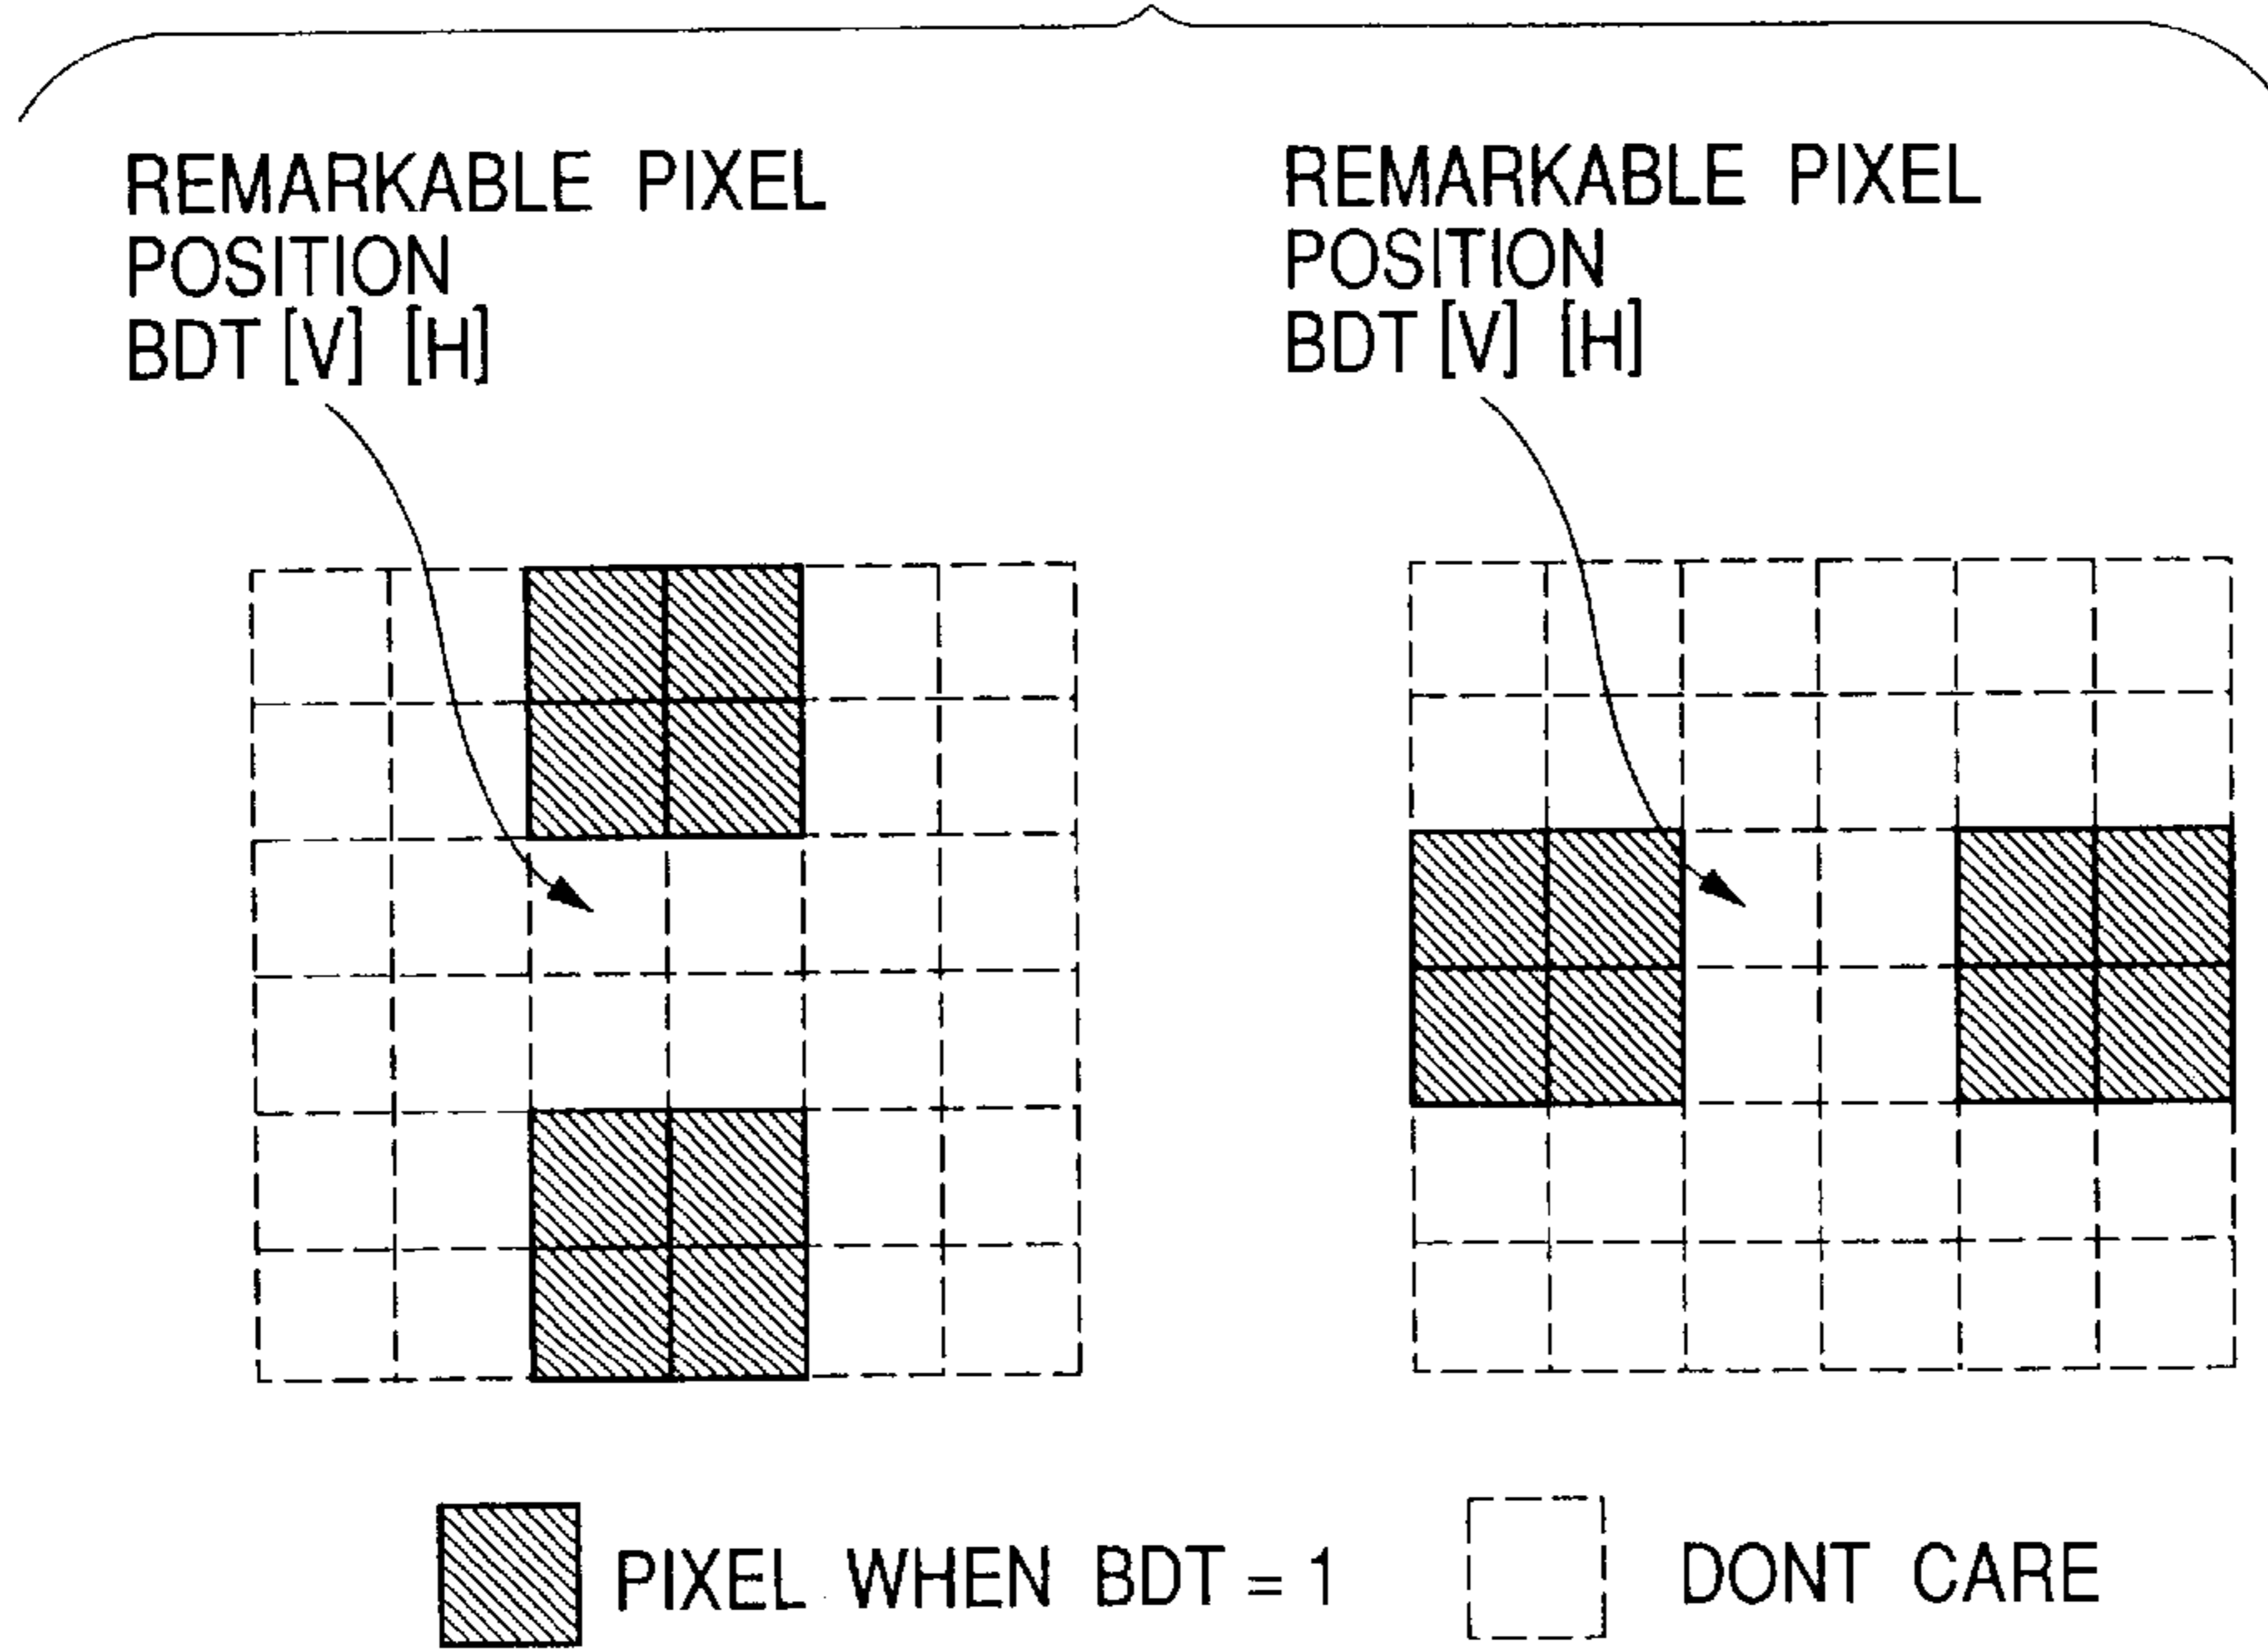 REMARKABLE PIXEL
POSITION
BDT [V] [H]
REMARKABLE PIXEL
POSITION
BDT [V] [H]
PIXEL WHEN BDT = 1
DONT CARE